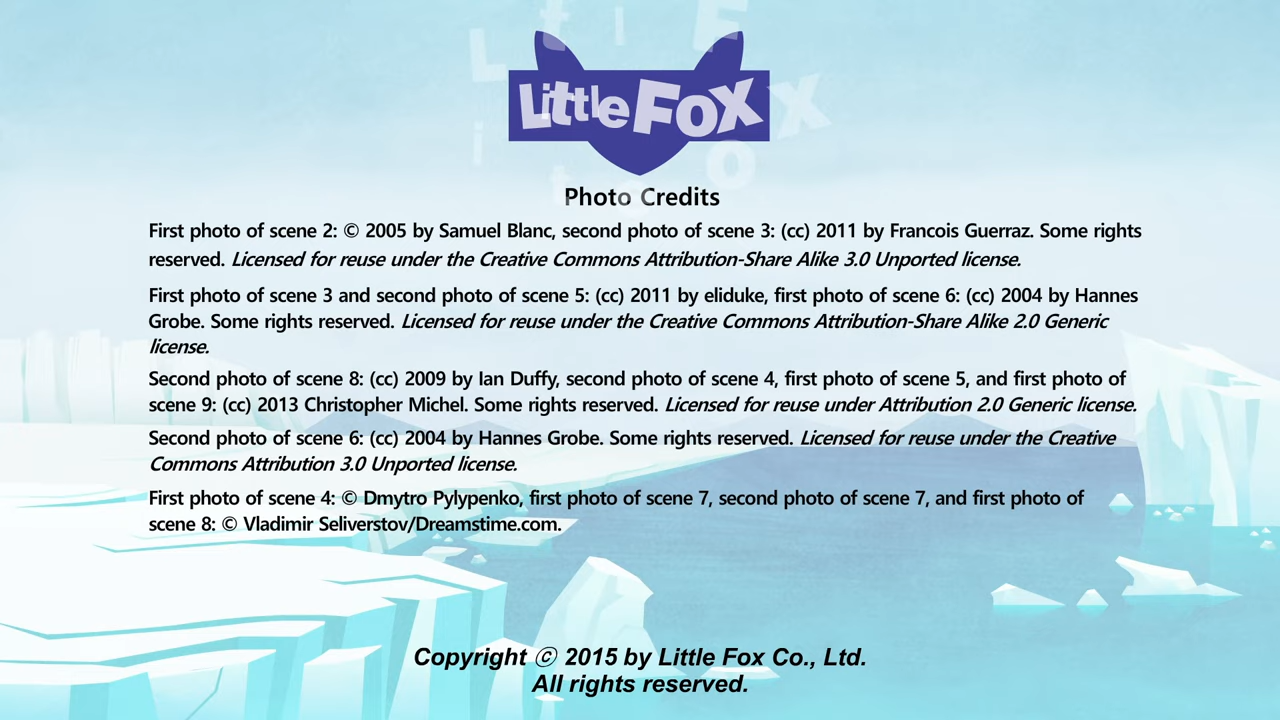 Little Fox
Photo Credits
First photo of scene 2: © 2005 by Samuel Blanc, second photo of scene 3: (cc) 2011 by Francois Guerraz. Some rights
reserved. Licensed for reuse under the Creative Commons Attribution-Share Alike 3.0 Unported license.
First photo of scene 3 and second photo of scene 5: (cc) 2011 by eliduke, first photo of scene 6: (cc) 2004 by Hannes
Grobe. Some rights reserved. Licensed for reuse under the Creative Commons Attribution-Share Alike 2.0 Generic
license.
Second photo of scene 8: (cc) 2009 by Ian Duffy, second photo of scene 4, first photo of scene 5, and first photo of
scene 9: (cc) 2013 Christopher Michel. Some rights reserved. Licensed for reuse under Attribution 2.0 Generic license.
Second photo of scene 6: (cc) 2004 by Hannes Grobe. Some rights reserved. Licensed for reuse under the Creative
Commons Attribution 3.0 Unported license.
First photo of scene 4: © Dmytro Pylypenko, first photo of scene 7, second photo of scene 7, and first photo of
scene 8: © Vladimir Seliverstov/Dreamstime.com.
Copyright ⓒ 2015 by Little Fox Co., Ltd.
All rights reserved.